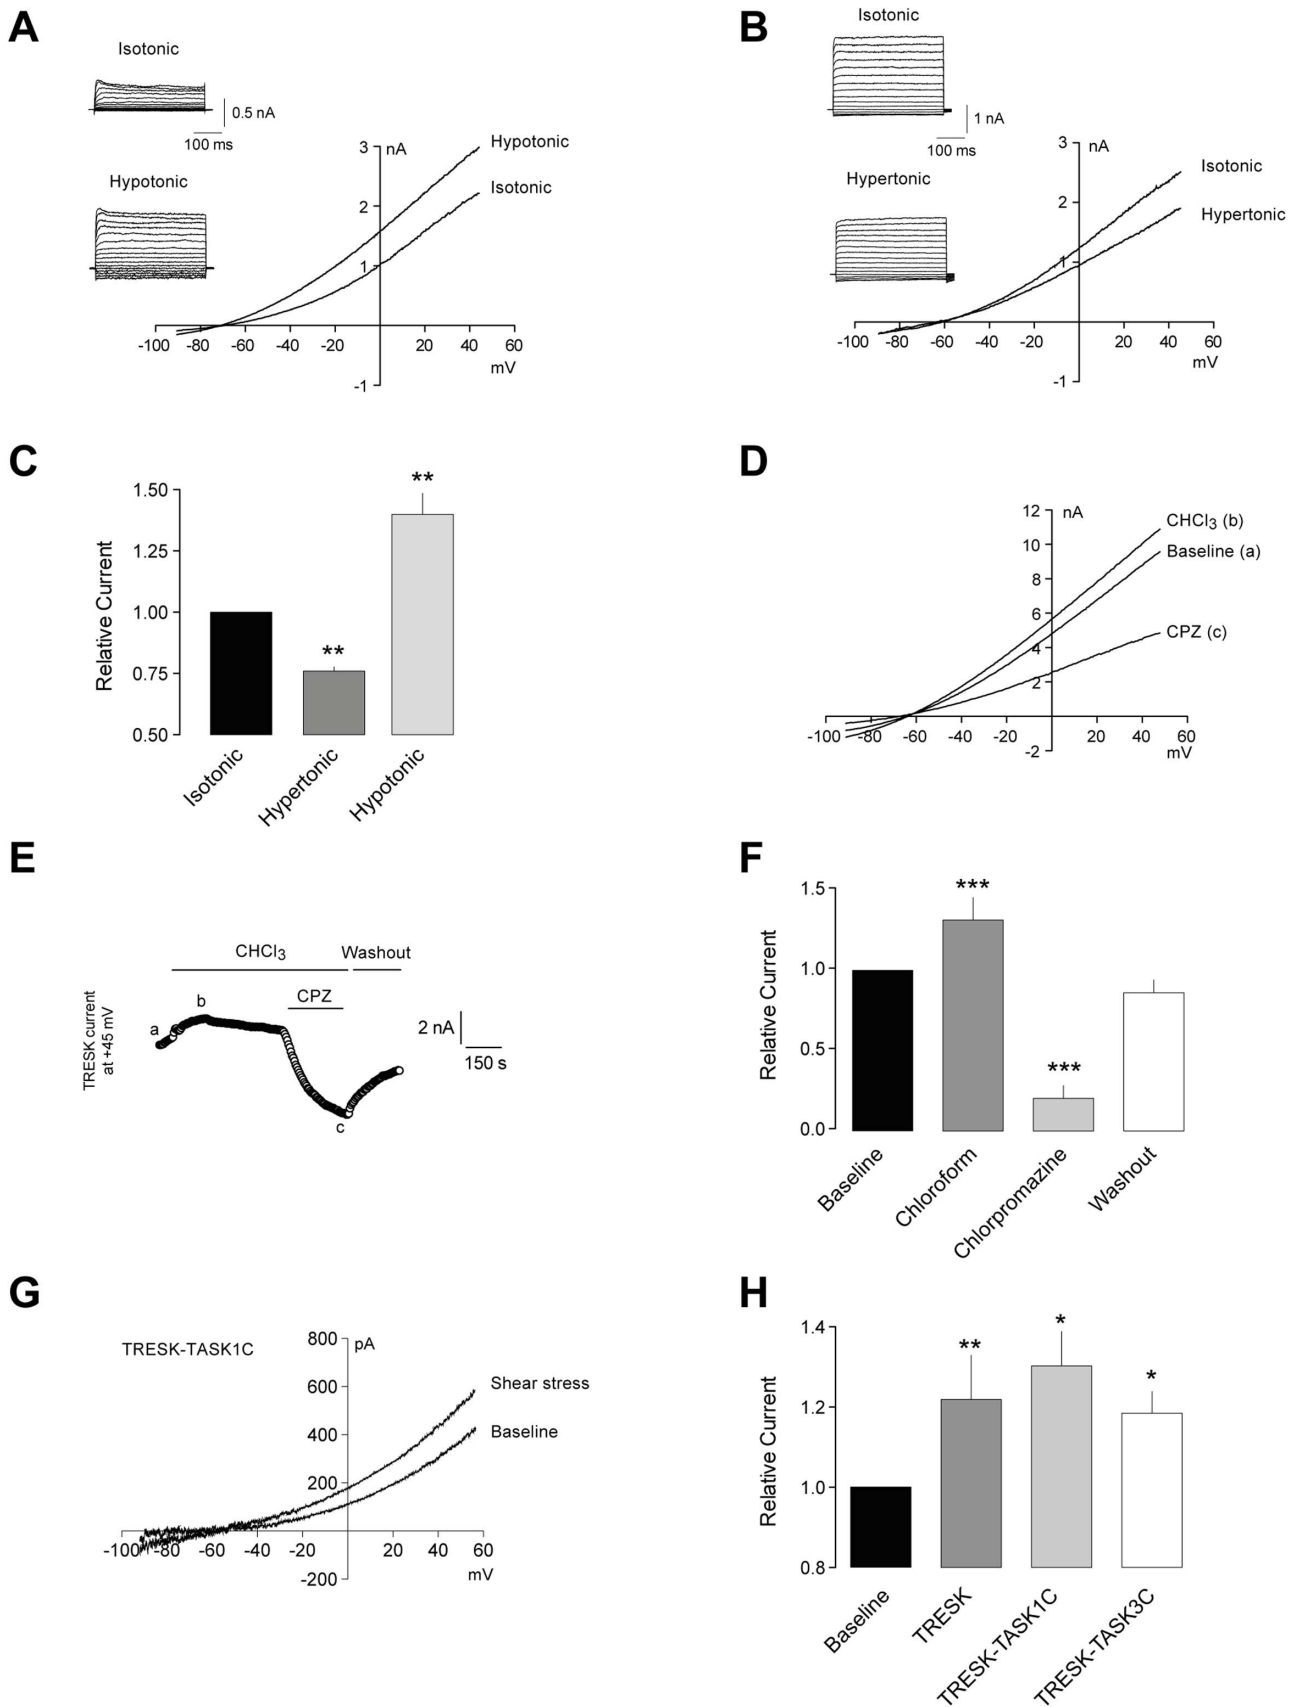 A
Isotonic
0.5 nA
100 ms
Hypotonic
3
nA
2
1
-1
Hypotonic
Isotonic
-100 -80 -60 -40 -20 20 40 60
mV
B
Isotonic
1 nA
100 ms
Hypertonic
3
nA
2
1
-1
Isotonic
Hypertonic
-100 -80 -60 -40 -20 20 40 60
mV
C
Relative Current
1.50
1.25
1.00
0.75
0.50
**
**
Isotonic
Hypertonic
Hypotonic
D
12
nA
10
8
6
4
2
-2
CHCl3 (b)
Baseline (a)
CPZ (c)
-100 -80 -60 -40 -20 20 40 60
mV
E
TRESK current
at +45 mV
CHCl3
Washout
CPZ
a
b
c
2 nA
150 s
F
Relative Current
1.5
1.0
0.5
0.0
***
***
Baseline
Chloroform
Chlorpromazine
Washout
G
TRESK-TASK1C
800
pA
600
400
200
-200
Shear stress
Baseline
-100 -80 -60 -40 -20 20 40 60
mV
H
Relative Current
1.4
1.2
1.0
0.8
**
*
*
Baseline
TRESK
TRESK-TASK1C
TRESK-TASK3C